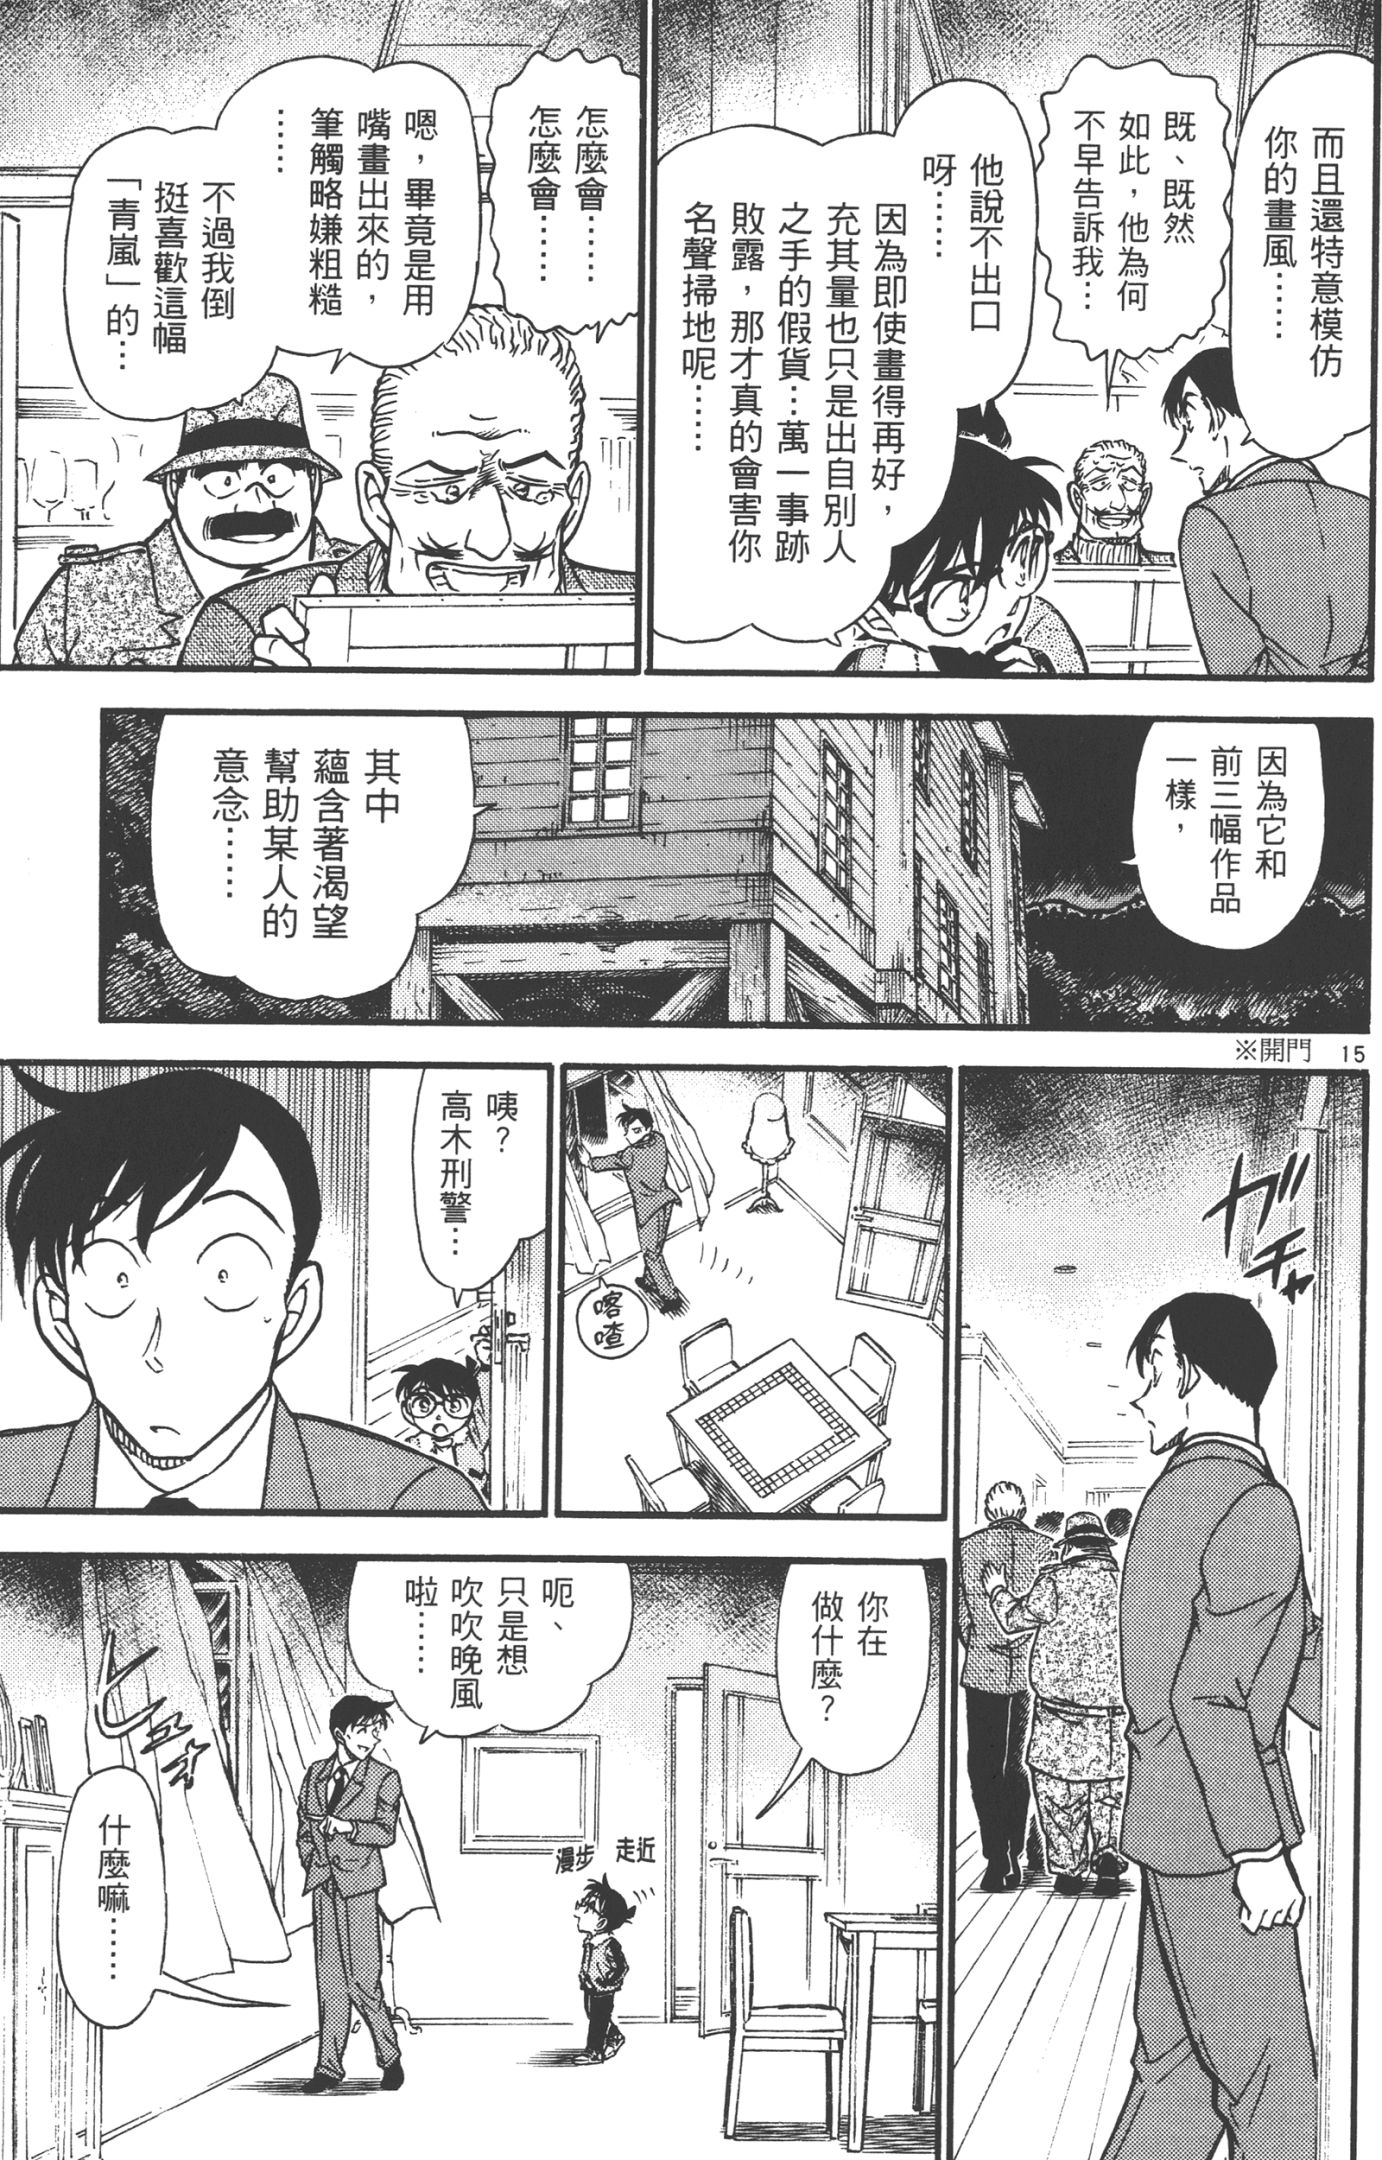 而且還特意模仿
你的畫風……
既、既然
如此，他為何
不早告訴我…
他說不出口
呀……
因為即使畫得再好，
充其量也只是出自別人
之手的假貨…萬一事跡
敗露，那才真的會害你
名聲掃地呢……
怎麼會……
怎麼會……
嗯，畢竟是用
嘴畫出來的，
筆觸略嫌粗糙
……
不過我倒
挺喜歡這幅
「青嵐」的…
因為它和
前三幅作品
一樣，
其中
蘊含著渴望
幫助某人的
意念……
※開門
15
ガチャ
喀喳
咦？
高木刑警…
你在
做什麼？
呃、
只是想
吹吹晚風
啦……
走近
漫步
ビュウ
什麼嘛……